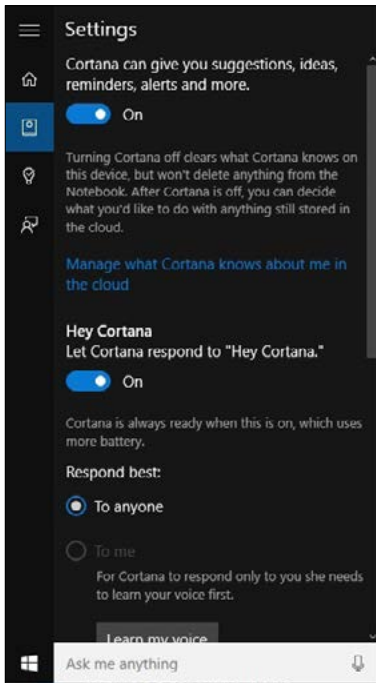 Settings
Cortana can give you suggestions, ideas,
reminders, alerts and more.
On
Turning Cortana off clears what Cortana knows on
this device, but won't delete anything from the
Notebook. After Cortana is off, you can decide
what you'd like to do with anything still stored in
the cloud.
Manage what Cortana knows about me in
the cloud
Hey Cortana
Let Cortana respond to "Hey Cortana."
On
Cortana is always ready when this is on, which uses
more battery.
Respond best:
To anyone
To me
For Cortana to respond only to you she needs
to learn your voice first.
Learn my voice
Ask me anything